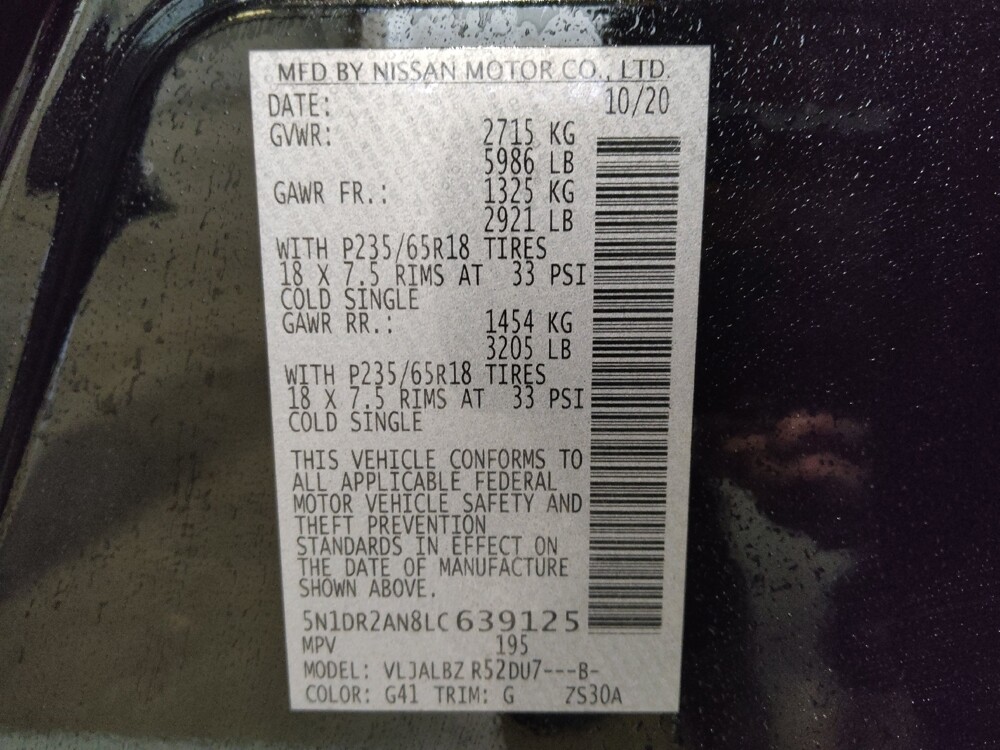 MFD BY NISSAN MOTOR CO., LTD.
DATE: 10/20
GVWR: 2715 KG
5986 LB
GAWR FR.: 1325 KG
2921 LB
WITH P235/65R18 TIRES
18 X 7.5 RIMS AT 33 PSI
COLD SINGLE
GAWR RR.: 1454 KG
3205 LB
WITH P235/65R18 TIRES
18 X 7.5 RIMS AT 33 PSI
COLD SINGLE
THIS VEHICLE CONFORMS TO
ALL APPLICABLE FEDERAL
MOTOR VEHICLE SAFETY AND
THEFT PREVENTION
STANDARDS IN EFFECT ON
THE DATE OF MANUFACTURE
SHOWN ABOVE.
5N1DR2AN8LC639125
MPV 195
MODEL: VLJALBZ R52DU7---B-
COLOR: G41 TRIM: G ZS30A